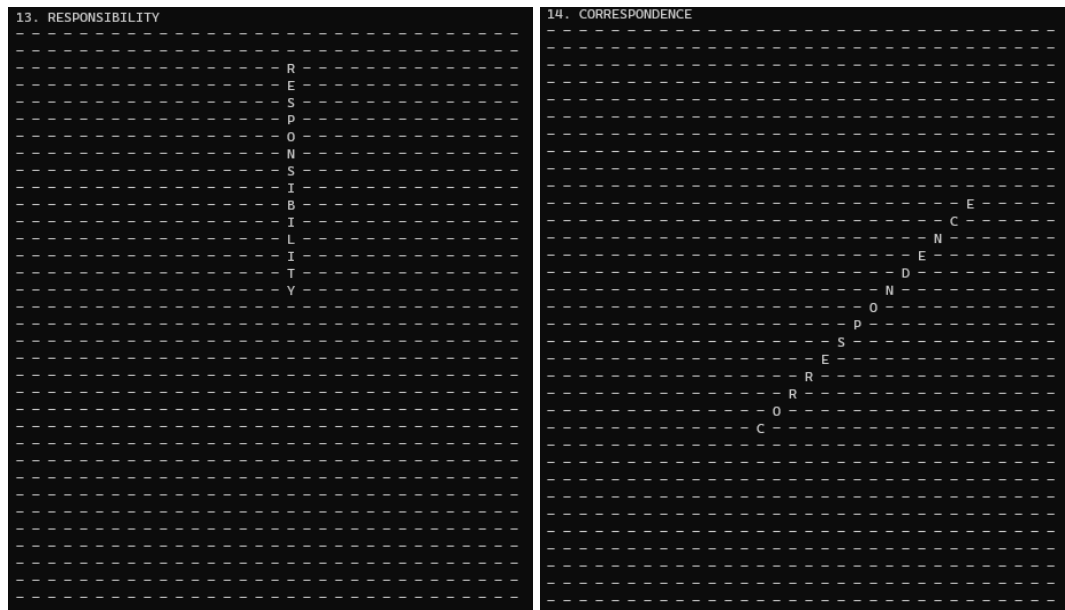 13. RESPONSIBILITY
R
E
S
P
O
N
S
I
B
I
L
I
T
Y
14. CORRESPONDENCE
E
C
N
E
D
N
O
P
S
E
R
R
O
C